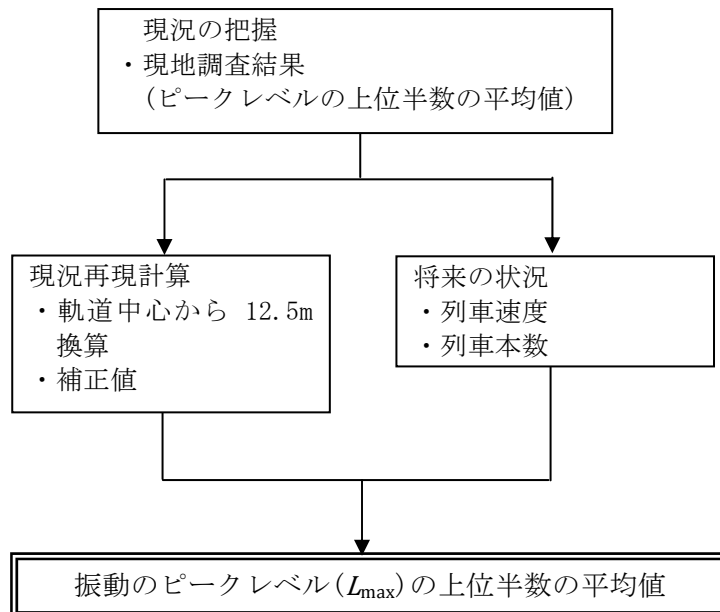 現況の把握
・現地調査結果
(ピークレベルの上位半数の平均値)
現況再現計算
・軌道中心から 12.5m
換算
・補正値
将来の状況
・列車速度
・列車本数
振動のピークレベル(Lmax)の上位半数の平均値